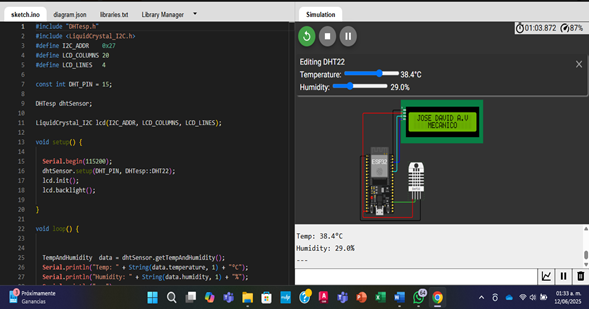 sketch.ino diagram.json libraries.txt Library Manager
Simulation
01:03.872 87%
1 #include "DHTesp.h"
2 #include <LiquidCrystal_I2C.h>
3 #define I2C_ADDR 0x27
4 #define LCD_COLUMNS 20
5 #define LCD_LINES 4
6
7 const int DHT_PIN = 15;
8
9 DHTesp dhtSensor;
10
11 LiquidCrystal_I2C lcd(I2C_ADDR, LCD_COLUMNS, LCD_LINES);
12
13 void setup() {
14
15 Serial.begin(115200);
16 dhtSensor.setup(DHT_PIN, DHTesp::DHT22);
17 lcd.init();
18 lcd.backlight();
19
20 }
21
22 void loop() {
23
24
25 TempAndHumidity data = dhtSensor.getTempAndHumidity();
26 Serial.println("Temp: " + String(data.temperature, 1) + "°C");
27 Serial.println("Humidity: " + String(data.humidity, 1) + "%");
Editing DHT22
Temperature: 38.4°C
Humidity: 29.0%
JOSE DAVID A.V
MECANICO
ESP32
Temp: 38.4°C
Humidity: 29.0%
---
Próximamente
Ganancias
64
01:33 a. m.
12/06/2025